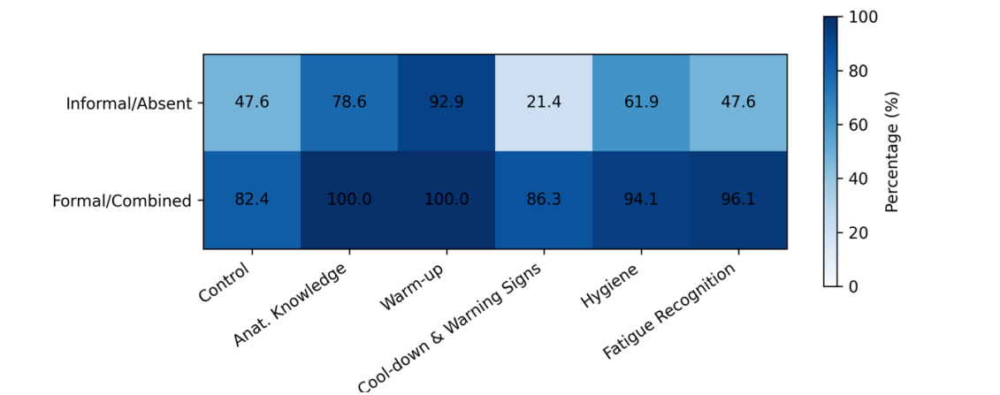 Informal/Absent 47.6 78.6 92.9 21.4 61.9 47.6
Formal/Combined 82.4 100.0 100.0 86.3 94.1 96.1
Control
Anat. Knowledge
Warm-up
Cool-down & Warning Signs
Hygiene
Fatigue Recognition
100
80
60
40
20
0
Percentage (%)